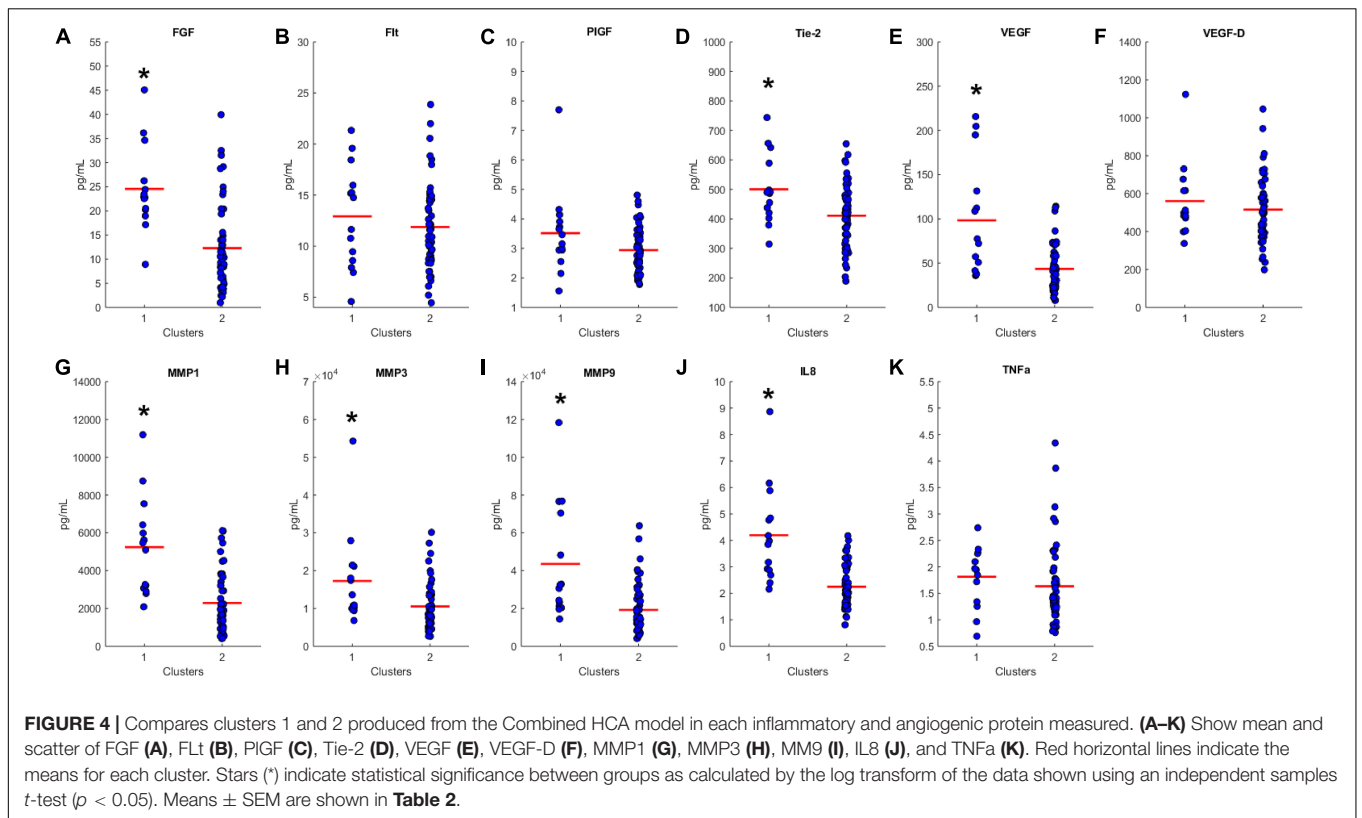 A
FGF
*
pg/mL
55
50
45
40
35
30
25
20
15
10
5
0
1 2
Clusters
B
Flt
pg/mL
30
25
20
15
10
5
1 2
Clusters
C
PlGF
pg/mL
10
9
8
7
6
5
4
3
2
1
1 2
Clusters
D
Tie-2
*
pg/mL
1000
900
800
700
600
500
400
300
200
100
1 2
Clusters
E
VEGF
*
pg/mL
300
250
200
150
100
50
0
1 2
Clusters
F
VEGF-D
pg/mL
1400
1200
1000
800
600
400
200
0
1 2
Clusters
G
MMP1
*
pg/mL
14000
12000
10000
8000
6000
4000
2000
0
1 2
Clusters
H
MMP3
×10⁴
*
pg/mL
7
6
5
4
3
2
1
0
1 2
Clusters
I
MMP9
×10⁴
*
pg/mL
14
12
10
8
6
4
2
0
1 2
Clusters
J
IL8
*
pg/mL
10
9
8
7
6
5
4
3
2
1
0
1 2
Clusters
K
TNFa
pg/mL
5.5
5
4.5
4
3.5
3
2.5
2
1.5
1
0.5
1 2
Clusters
FIGURE 4 | Compares clusters 1 and 2 produced from the Combined HCA model in each inflammatory and angiogenic protein measured. (A–K) Show mean and
scatter of FGF (A), FLt (B), PlGF (C), Tie-2 (D), VEGF (E), VEGF-D (F), MMP1 (G), MMP3 (H), MM9 (I), IL8 (J), and TNFa (K). Red horizontal lines indicate the
means for each cluster. Stars (*) indicate statistical significance between groups as calculated by the log transform of the data shown using an independent samples
t-test (p < 0.05). Means ± SEM are shown in Table 2.